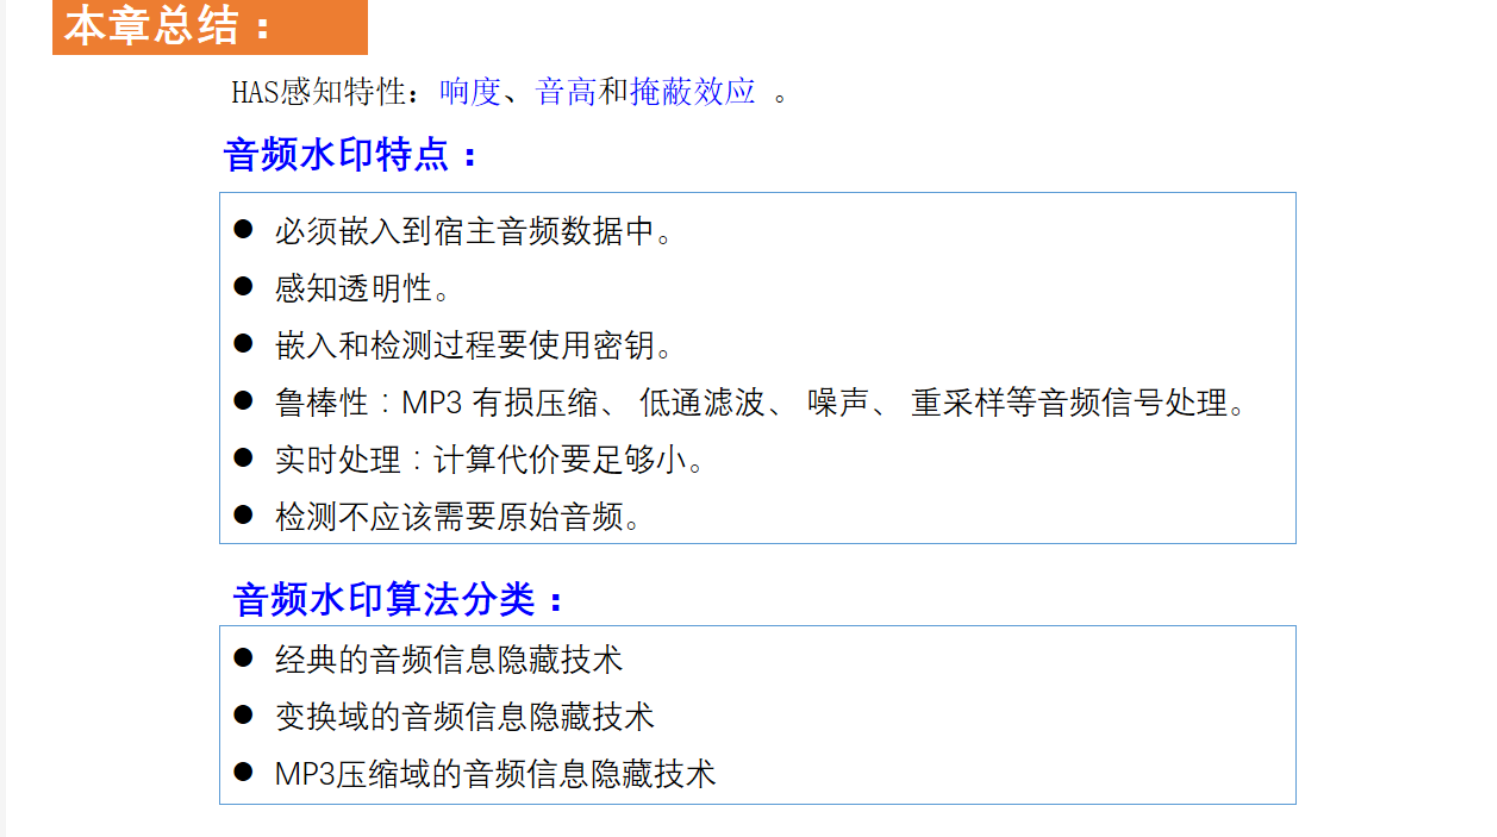 本章总结：
HAS感知特性：响度、音高和掩蔽效应 。
音频水印特点：
● 必须嵌入到宿主音频数据中。
● 感知透明性。
● 嵌入和检测过程要使用密钥。
● 鲁棒性：MP3 有损压缩、 低通滤波、 噪声、 重采样等音频信号处理。
● 实时处理：计算代价要足够小。
● 检测不应该需要原始音频。
音频水印算法分类：
● 经典的音频信息隐藏技术
● 变换域的音频信息隐藏技术
● MP3压缩域的音频信息隐藏技术